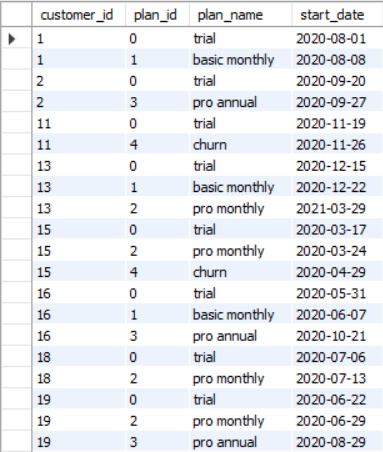 customer_id plan_id plan_name start_date
1 0 trial 2020-08-01
1 1 basic monthly 2020-08-08
2 0 trial 2020-09-20
2 3 pro annual 2020-09-27
11 0 trial 2020-11-19
11 4 churn 2020-11-26
13 0 trial 2020-12-15
13 1 basic monthly 2020-12-22
13 2 pro monthly 2021-03-29
15 0 trial 2020-03-17
15 2 pro monthly 2020-03-24
15 4 churn 2020-04-29
16 0 trial 2020-05-31
16 1 basic monthly 2020-06-07
16 3 pro annual 2020-10-21
18 0 trial 2020-07-06
18 2 pro monthly 2020-07-13
19 0 trial 2020-06-22
19 2 pro monthly 2020-06-29
19 3 pro annual 2020-08-29